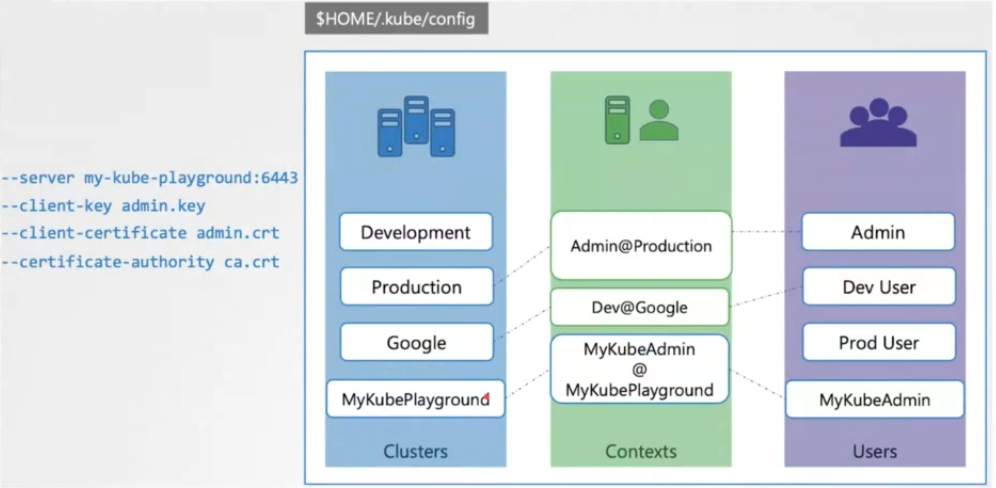 $HOME/.kube/config
--server my-kube-playground:6443
--client-key admin.key
--client-certificate admin.crt
--certificate-authority ca.crt
Development
Production
Google
MyKubePlayground
Clusters
Admin@Production
Dev@Google
MyKubeAdmin
@
MyKubePlayground
Contexts
Admin
Dev User
Prod User
MyKubeAdmin
Users